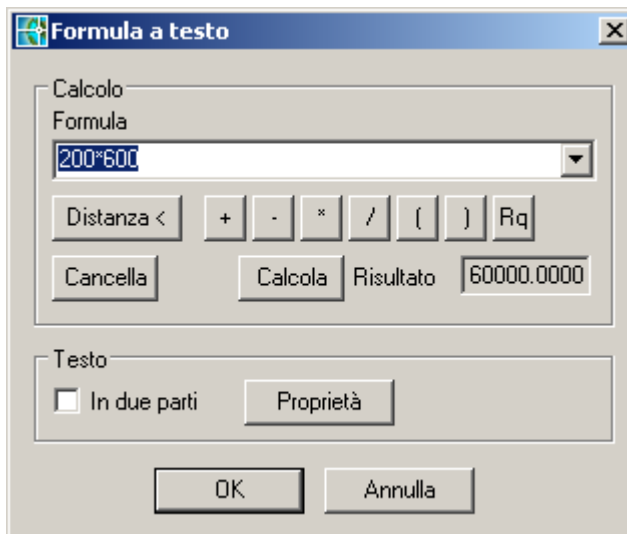 Formula a testo
Calcolo
Formula
200*600
Distanza < + - * / ( ) Rq
Cancella Calcola Risultato 60000.0000
Testo
In due parti Proprietà
OK Annulla